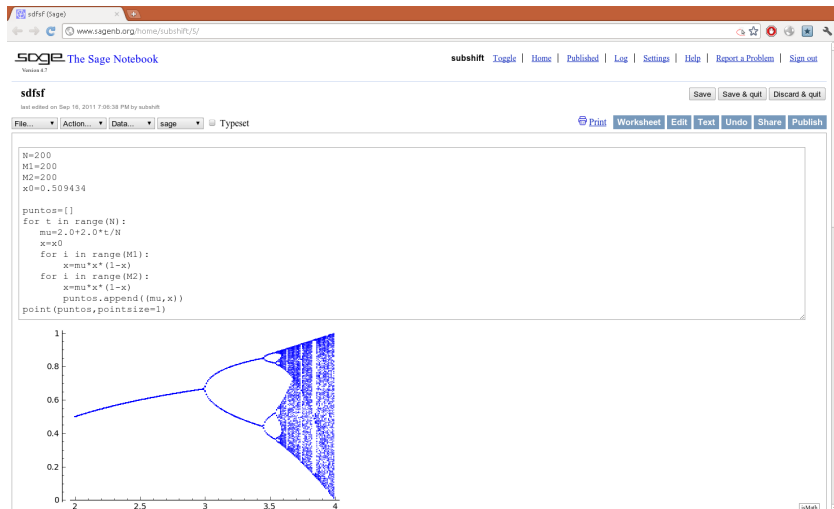 sdfsf (Sage)
www.sagenb.org/home/subshift/5/
sage The Sage Notebook
Version 4.7
subshift Toggle | Home | Published | Log | Settings | Help | Report a Problem | Sign out
sdfsf
last edited on Sep 16, 2011 7:06:38 PM by subshift
Save Save & quit Discard & quit
File... Action... Data... sage Typeset
Print Worksheet Edit Text Undo Share Publish
N=200
M1=200
M2=200
x0=0.509434
puntos=[]
for t in range(N):
mu=2.0+2.0*t/N
x=x0
for i in range(M1):
x=mu*x*(1-x)
for i in range(M2):
x=mu*x*(1-x)
puntos.append((mu,x))
point(puntos,pointsize=1)
1
0.8
0.6
0.4
0.2
0
2 2.5 3 3.5 4
jsMath